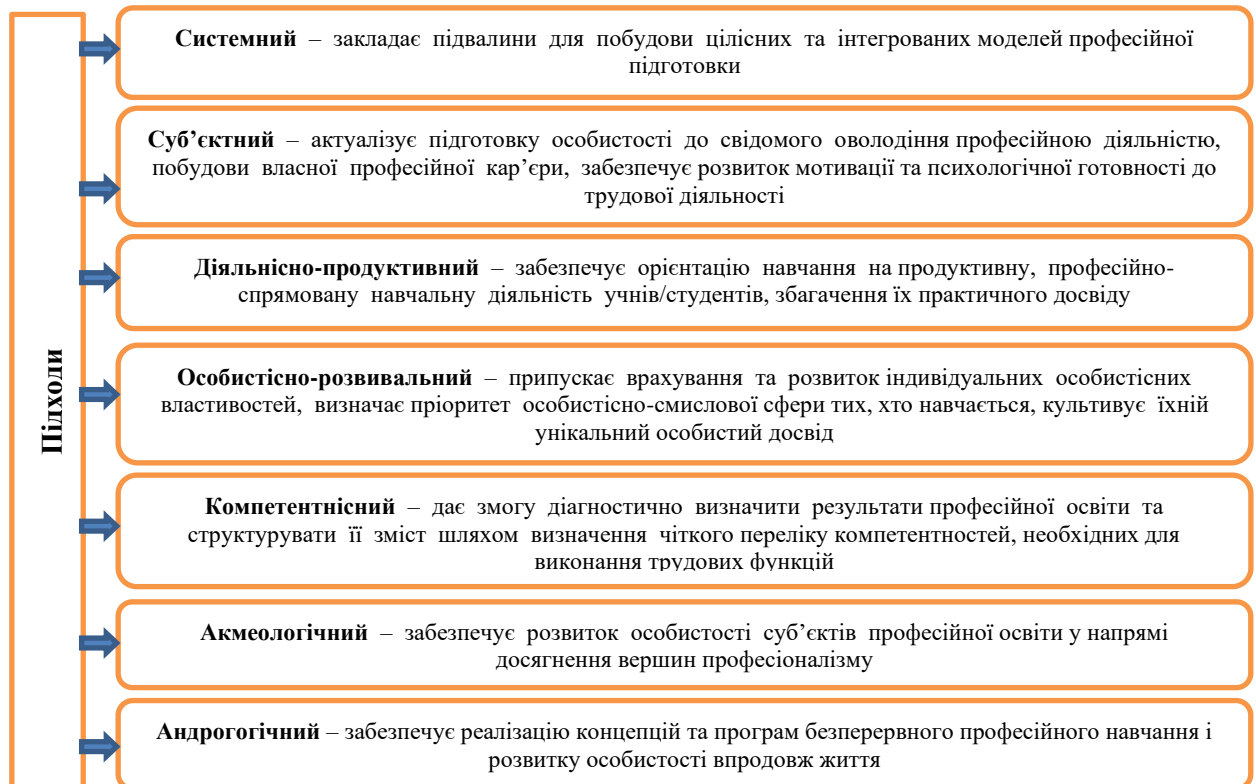 Підходи
Системний – закладає підвалини для побудови цілісних та інтегрованих моделей професійної
підготовки
Суб’єктний – актуалізує підготовку особистості до свідомого оволодіння професійною діяльністю,
побудови власної професійної кар’єри, забезпечує розвиток мотивації та психологічної готовності до
трудової діяльності
Діяльнісно-продуктивний – забезпечує орієнтацію навчання на продуктивну, професійно-
спрямовану навчальну діяльність учнів/студентів, збагачення їх практичного досвіду
Особистісно-розвивальний – припускає врахування та розвиток індивідуальних особистісних
властивостей, визначає пріоритет особистісно-смислової сфери тих, хто навчається, культивує їхній
унікальний особистий досвід
Компетентнісний – дає змогу діагностично визначити результати професійної освіти та
структурувати її зміст шляхом визначення чіткого переліку компетентностей, необхідних для
виконання трудових функцій
Акмеологічний – забезпечує розвиток особистості суб’єктів професійної освіти у напрямі
досягнення вершин професіоналізму
Андрогогічний – забезпечує реалізацію концепцій та програм безперервного професійного навчання і
розвитку особистості впродовж життя